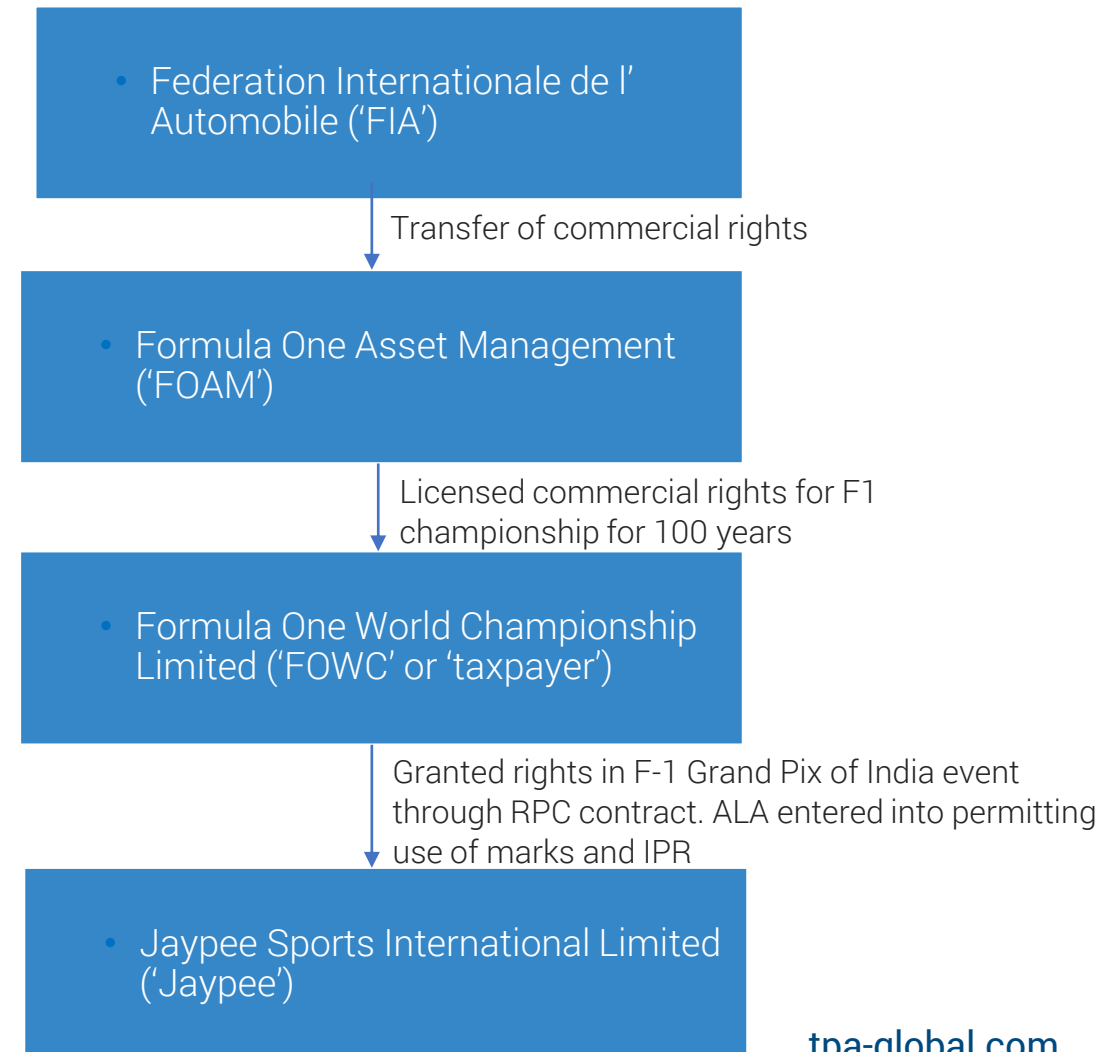 • Federation Internationale de l’
Automobile (‘FIA’)
Transfer of commercial rights
• Formula One Asset Management
(‘FOAM’)
Licensed commercial rights for F1
championship for 100 years
• Formula One World Championship
Limited (‘FOWC’ or ‘taxpayer’)
Granted rights in F-1 Grand Pix of India event
through RPC contract. ALA entered into permitting
use of marks and IPR
• Jaypee Sports International Limited
(‘Jaypee’)
tpa-global.com